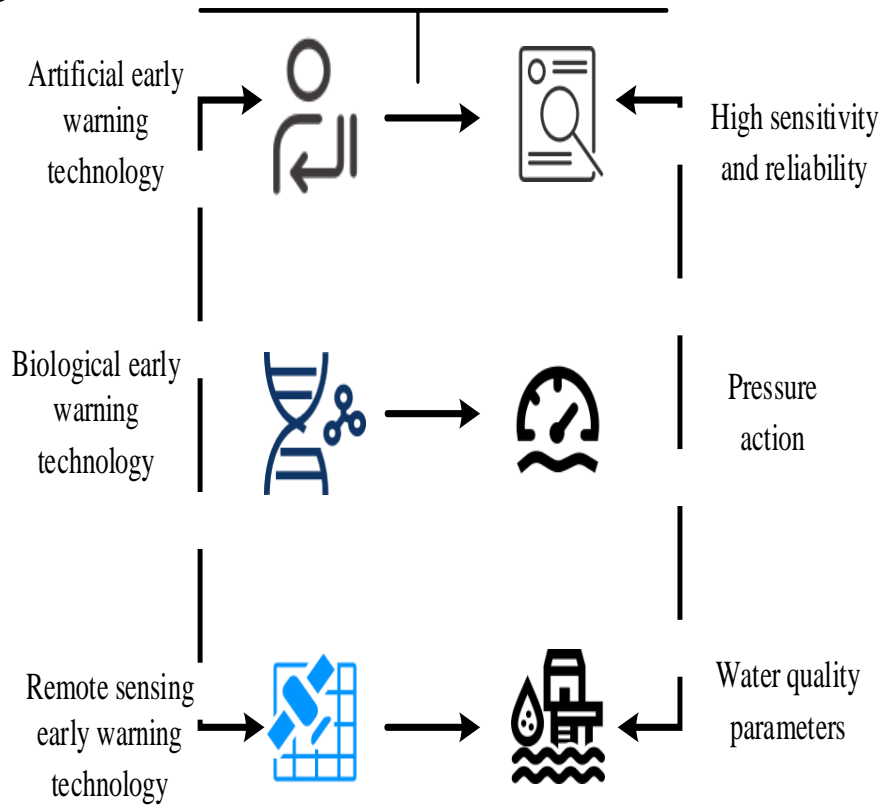 Artificial early
warning
technology
High sensitivity
and reliability
Biological early
warning
technology
Pressure
action
Remote sensing
early warning
technology
Water quality
parameters